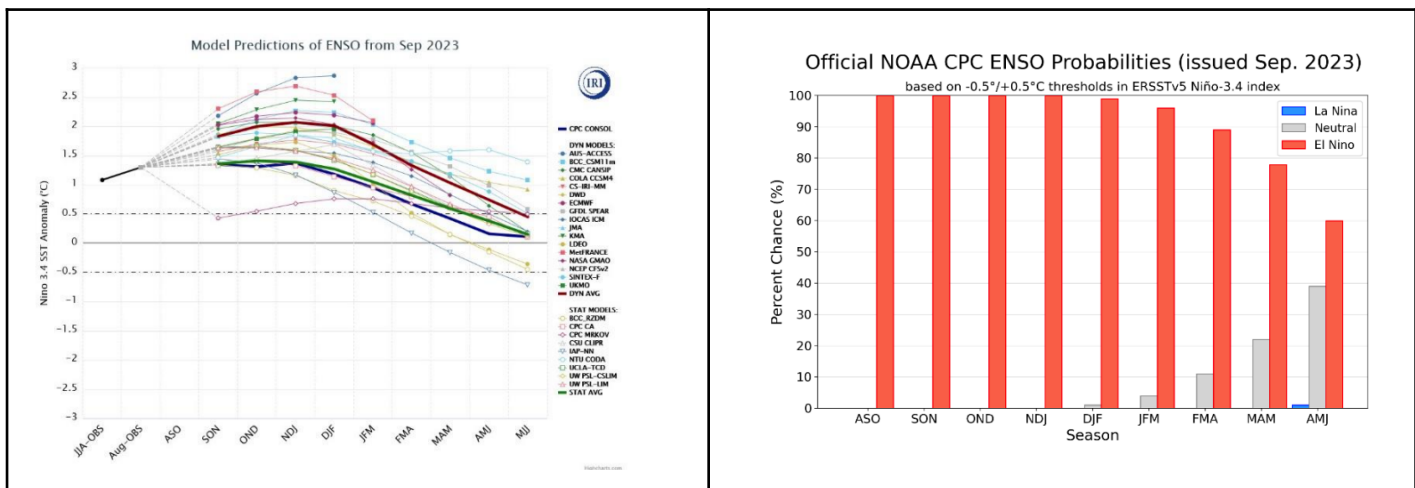 Model Predictions of ENSO from Sep 2023
IRI
Nino 3.4 SST Anomaly (°C)
3
2.5
2
1.5
1
0.5
0
-0.5
-1
-1.5
-2
-2.5
-3
JJA-OBS
Aug-OBS
ASO
SON
OND
NDJ
DJF
JFM
FMA
MAM
AMJ
MJJ
CPC CONSOL
DYN MODELS:
AUS-ACCESS
BCC_CSM11m
CMC CANSIP
COLA CCSM4
CS-IRI-MM
DWD
ECMWF
GFDL SPEAR
IOCAS ICM
JMA
KMA
LDEO
MetFRANCE
NASA GMAO
NCEP CFSv2
SINTEX-F
UKMO
DYN AVG
STAT MODELS:
BCC_RZDM
CPC CA
CPC MRKOV
CSU CLIPR
IAP-NN
NTU CODA
UCLA-TCD
UW PSL-CSLIM
UW PSL-LIM
STAT AVG
Official NOAA CPC ENSO Probabilities (issued Sep. 2023)
based on -0.5°/+0.5°C thresholds in ERSSTv5 Niño-3.4 index
Percent Chance (%)
100
90
80
70
60
50
40
30
20
10
0
La Nina
Neutral
El Nino
ASO
SON
OND
NDJ
DJF
JFM
FMA
MAM
AMJ
Season